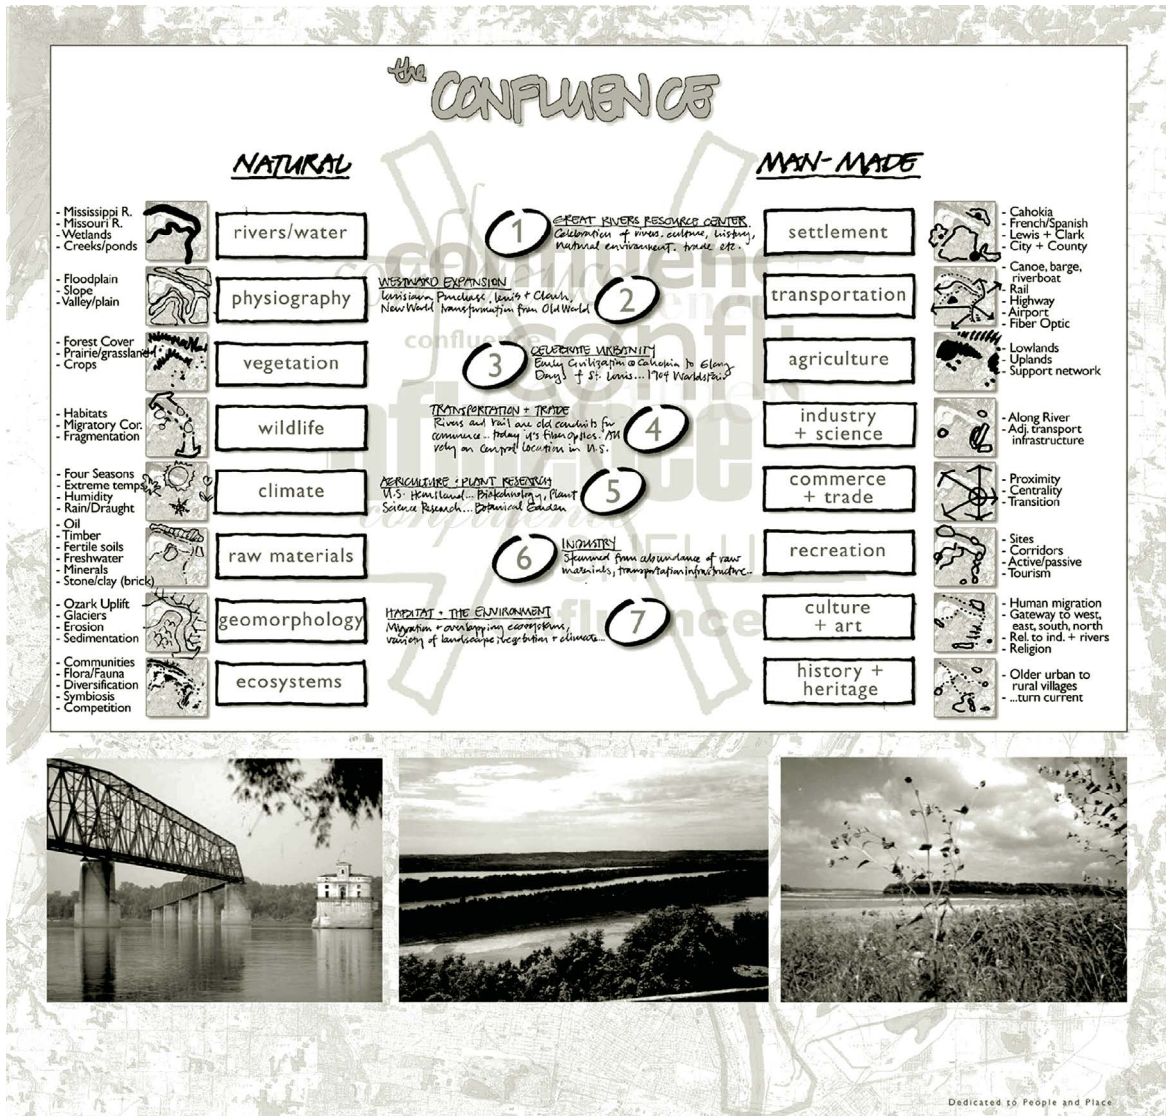 the CONFLUENCE
NATURAL
- Mississippi R.
- Missouri R.
- Wetlands
- Creeks/ponds
rivers/water
- Floodplain
- Slope
- Valley/plain
physiography
- Forest Cover
- Prairie/grassland
- Crops
vegetation
- Habitats
- Migratory Cor.
- Fragmentation
wildlife
- Four Seasons
- Extreme temps
- Humidity
- Rain/Draught
climate
- Oil
- Timber
- Fertile soils
- Freshwater
- Minerals
- Stone/clay (brick)
raw materials
- Ozark Uplift
- Glaciers
- Erosion
- Sedimentation
geomorphology
- Communities
- Flora/Fauna
- Diversification
- Symbiosis
- Competition
ecosystems
1
GREAT RIVERS RESOURCE CENTER
Celebration of rivers, culture, history,
natural environment, trade etc.
WESTWARD EXPANSION
Louisiana Purchase, Lewis + Clark,
New World transformation from Old World
2
3
CELEBRATE URBANITY
Early Civilization @ Cahokia to Glory
Days of St. Louis... 1904 Worlds Fair
TRANSPORTATION + TRADE
Rivers and rail are old conduits for
commerce... today it's fiber optics. All
rely on Central location in U.S.
4
AGRICULTURE + PLANT RESEARCH
U.S. Heartland... Biotechnology, Plant
Science Research... Botanical Garden
5
6
INDUSTRY
Stemmed from abundance of raw
materials, transportation infrastructure...
HABITAT + THE ENVIRONMENT
Migration + overlapping ecosystems,
variety of landscape, vegetation + climate...
7
confluence
confluence
MAN-MADE
settlement
- Cahokia
- French/Spanish
- Lewis + Clark
- City + County
transportation
- Canoe, barge,
riverboat
- Rail
- Highway
- Airport
- Fiber Optic
agriculture
- Lowlands
- Uplands
- Support network
industry
+ science
- Along River
- Adj. transport
infrastructure
commerce
+ trade
- Proximity
- Centrality
- Transition
recreation
- Sites
- Corridors
- Active/passive
- Tourism
culture
+ art
- Human migration
- Gateway to west,
east, south, north
- Rel. to ind. + rivers
- Religion
history +
heritage
- Older urban to
rural villages
- ...turn current
Dedicated to People and Place